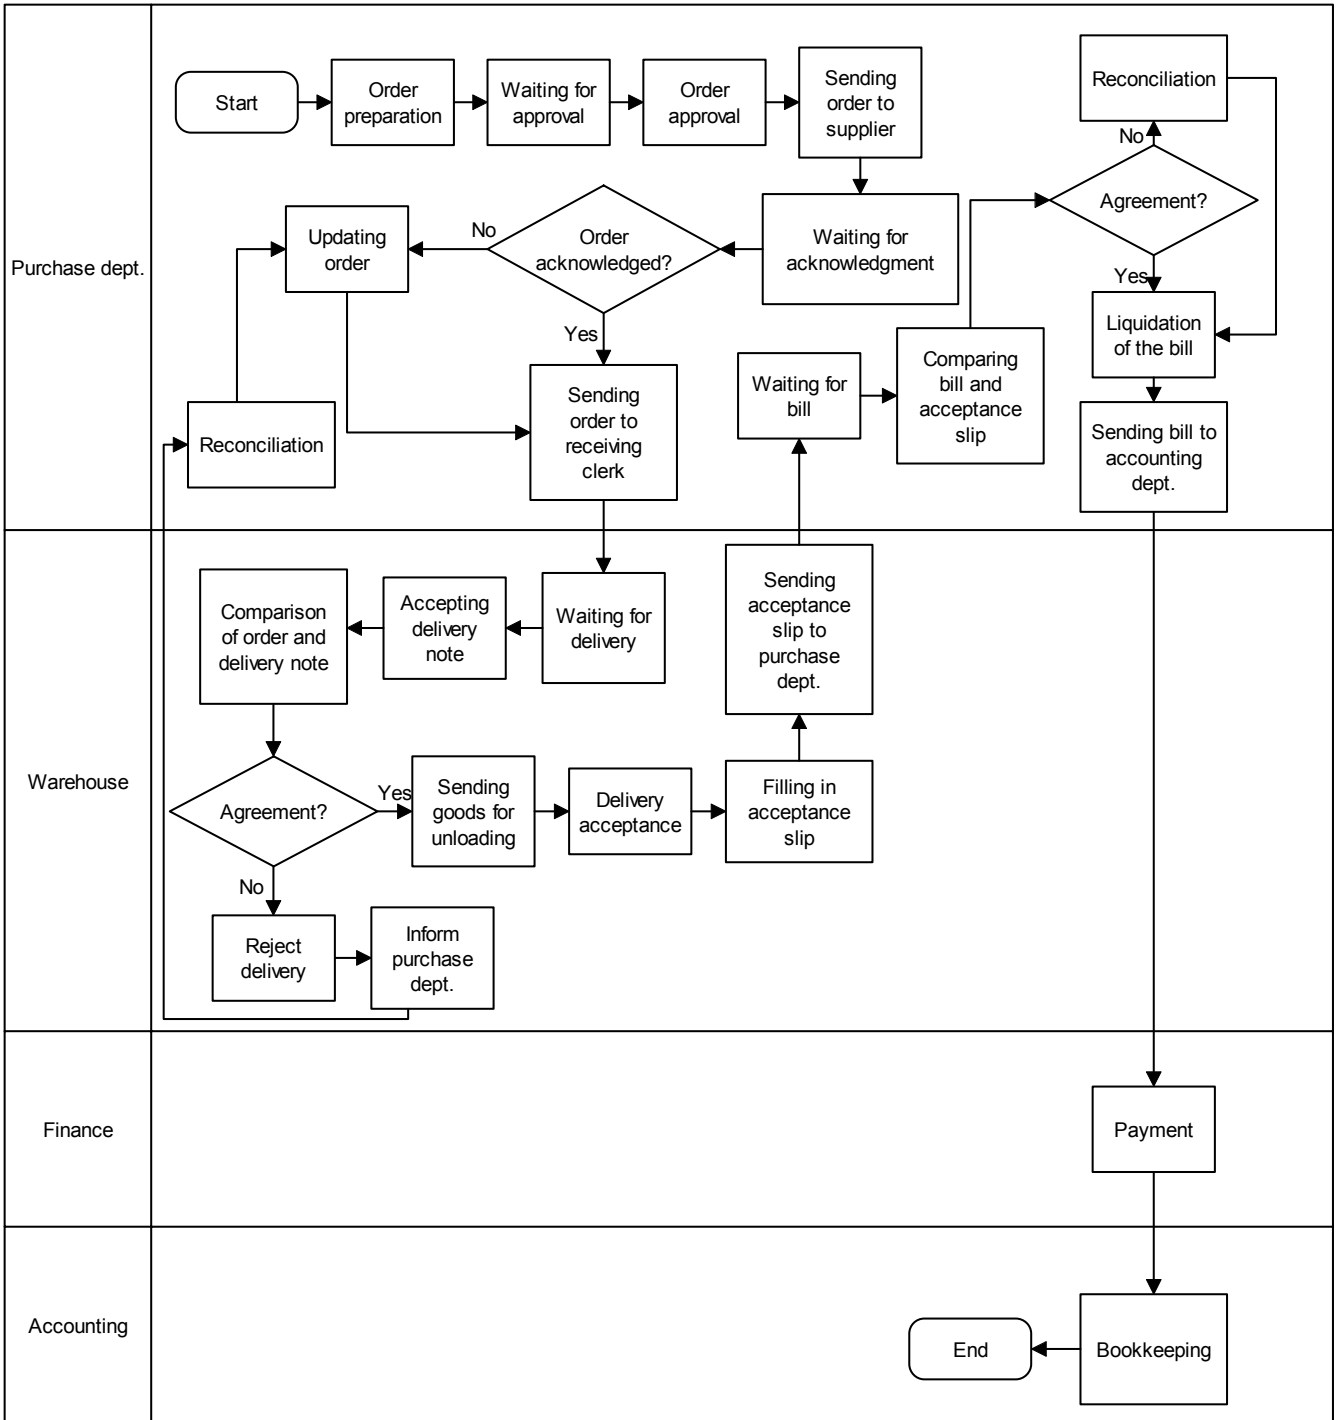 Purchase dept.
Start
Order
preparation
Waiting for
approval
Order
approval
Sending
order to
supplier
Reconciliation
No
Agreement?
Yes
Updating
order
No
Order
acknowledged?
Yes
Waiting for
acknowledgment
Liquidation
of the bill
Waiting for
bill
Comparing
bill and
acceptance
slip
Sending
order to
receiving
clerk
Reconciliation
Sending bill to
accounting
dept.
Warehouse
Comparison
of order and
delivery note
Accepting
delivery
note
Waiting for
delivery
Sending
acceptance
slip to
purchase
dept.
Agreement?
Yes
Sending
goods for
unloading
Delivery
acceptance
Filling in
acceptance
slip
No
Reject
delivery
Inform
purchase
dept.
Finance
Payment
Accounting
End
Bookkeeping